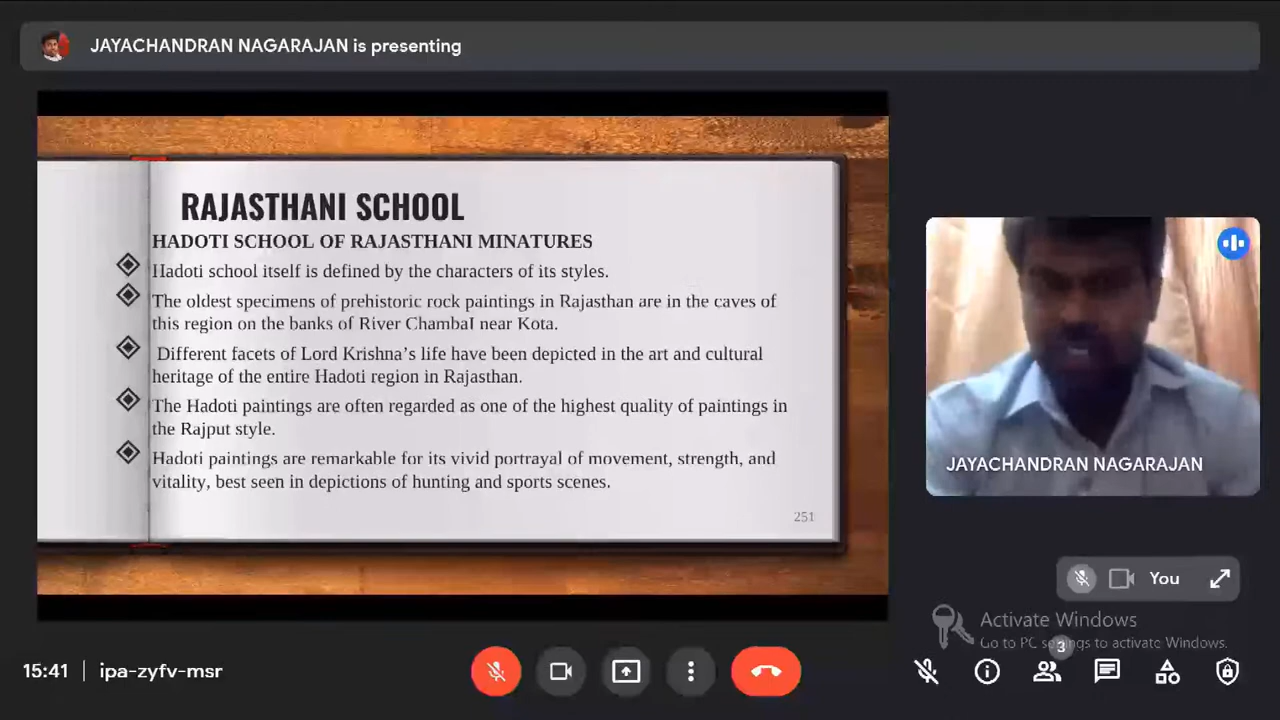 JAYACHANDRAN NAGARAJAN is presenting
RAJASTHANI SCHOOL
HADOTI SCHOOL OF RAJASTHANI MINATURES
Hadoti school itself is defined by the characters of its styles.
The oldest specimens of prehistoric rock paintings in Rajasthan are in the caves of
this region on the banks of River ChambaI near Kota.
Different facets of Lord Krishna's life have been depicted in the art and cultural
heritage of the entire Hadoti region in Rajasthan.
The Hadoti paintings are often regarded as one of the highest quality of paintings in
the Rajput style.
Hadoti paintings are remarkable for its vivid portrayal of movement, strength, and
vitality, best seen in depictions of hunting and sports scenes.
251
JAYACHANDRAN NAGARAJAN
You
Activate Windows
Go to PC settings to activate Windows.
3
15:41 | ipa-zyfv-msr